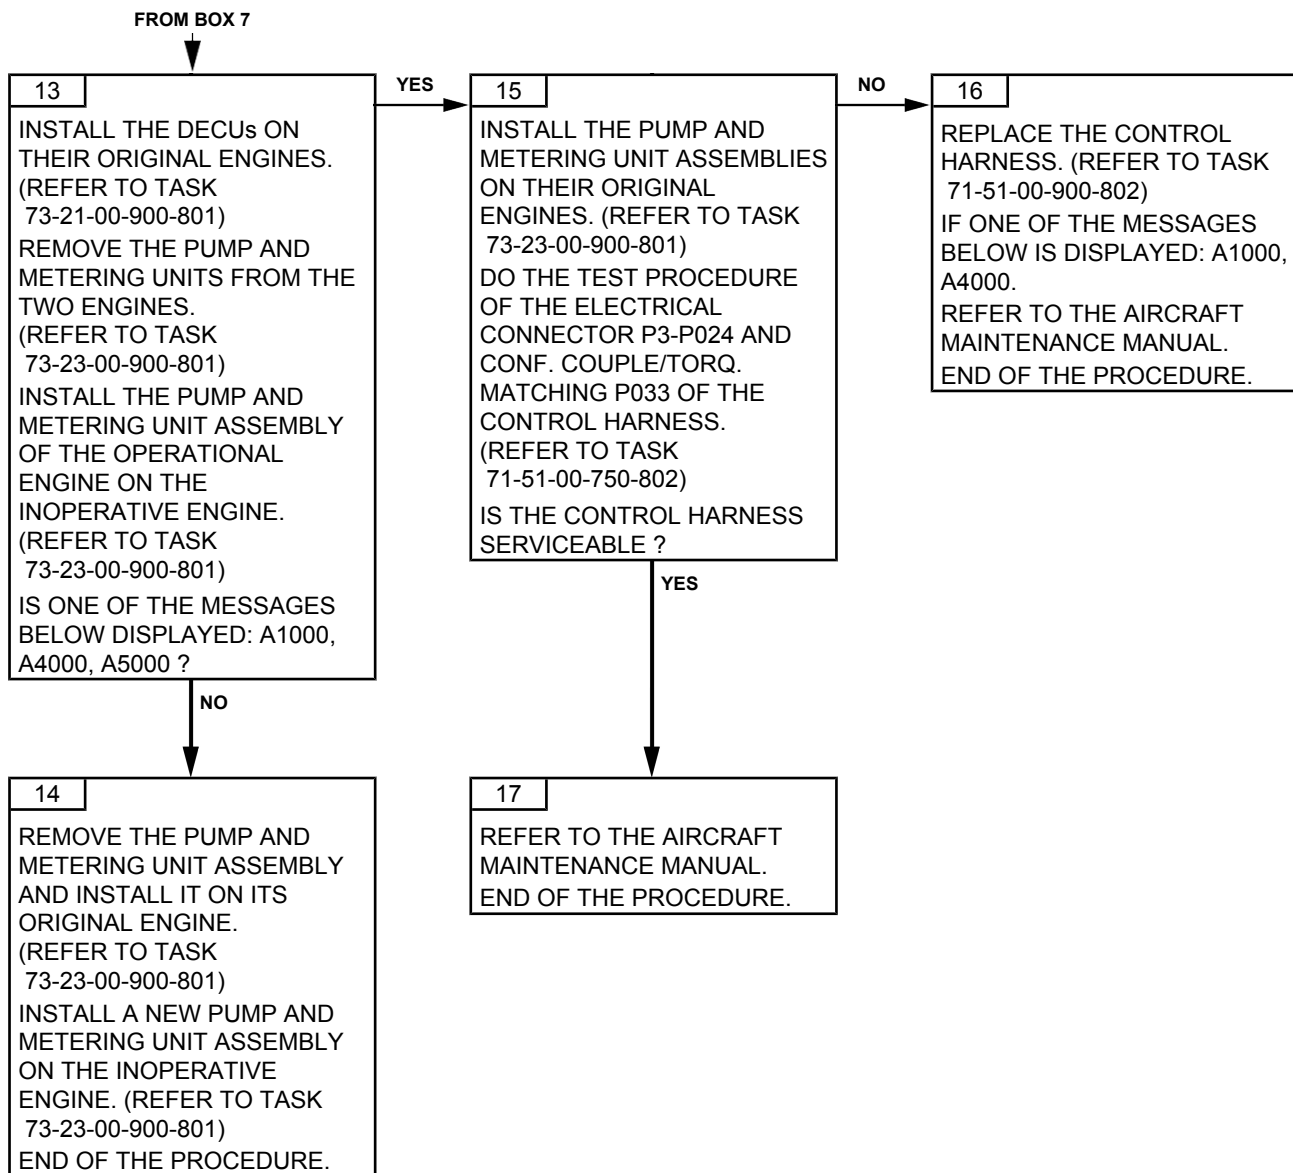 FROM BOX 7
13
INSTALL THE DECUs ON
THEIR ORIGINAL ENGINES.
(REFER TO TASK
73-21-00-900-801)
REMOVE THE PUMP AND
METERING UNITS FROM THE
TWO ENGINES.
(REFER TO TASK
73-23-00-900-801)
INSTALL THE PUMP AND
METERING UNIT ASSEMBLY
OF THE OPERATIONAL
ENGINE ON THE
INOPERATIVE ENGINE.
(REFER TO TASK
73-23-00-900-801)
IS ONE OF THE MESSAGES
BELOW DISPLAYED: A1000,
A4000, A5000 ?
YES
15
INSTALL THE PUMP AND
METERING UNIT ASSEMBLIES
ON THEIR ORIGINAL
ENGINES. (REFER TO TASK
73-23-00-900-801)
DO THE TEST PROCEDURE
OF THE ELECTRICAL
CONNECTOR P3-P024 AND
CONF. COUPLE/TORQ.
MATCHING P033 OF THE
CONTROL HARNESS.
(REFER TO TASK
71-51-00-750-802)
IS THE CONTROL HARNESS
SERVICEABLE ?
NO
16
REPLACE THE CONTROL
HARNESS. (REFER TO TASK
71-51-00-900-802)
IF ONE OF THE MESSAGES
BELOW IS DISPLAYED: A1000,
A4000.
REFER TO THE AIRCRAFT
MAINTENANCE MANUAL.
END OF THE PROCEDURE.
NO
14
REMOVE THE PUMP AND
METERING UNIT ASSEMBLY
AND INSTALL IT ON ITS
ORIGINAL ENGINE.
(REFER TO TASK
73-23-00-900-801)
INSTALL A NEW PUMP AND
METERING UNIT ASSEMBLY
ON THE INOPERATIVE
ENGINE. (REFER TO TASK
73-23-00-900-801)
END OF THE PROCEDURE.
YES
17
REFER TO THE AIRCRAFT
MAINTENANCE MANUAL.
END OF THE PROCEDURE.